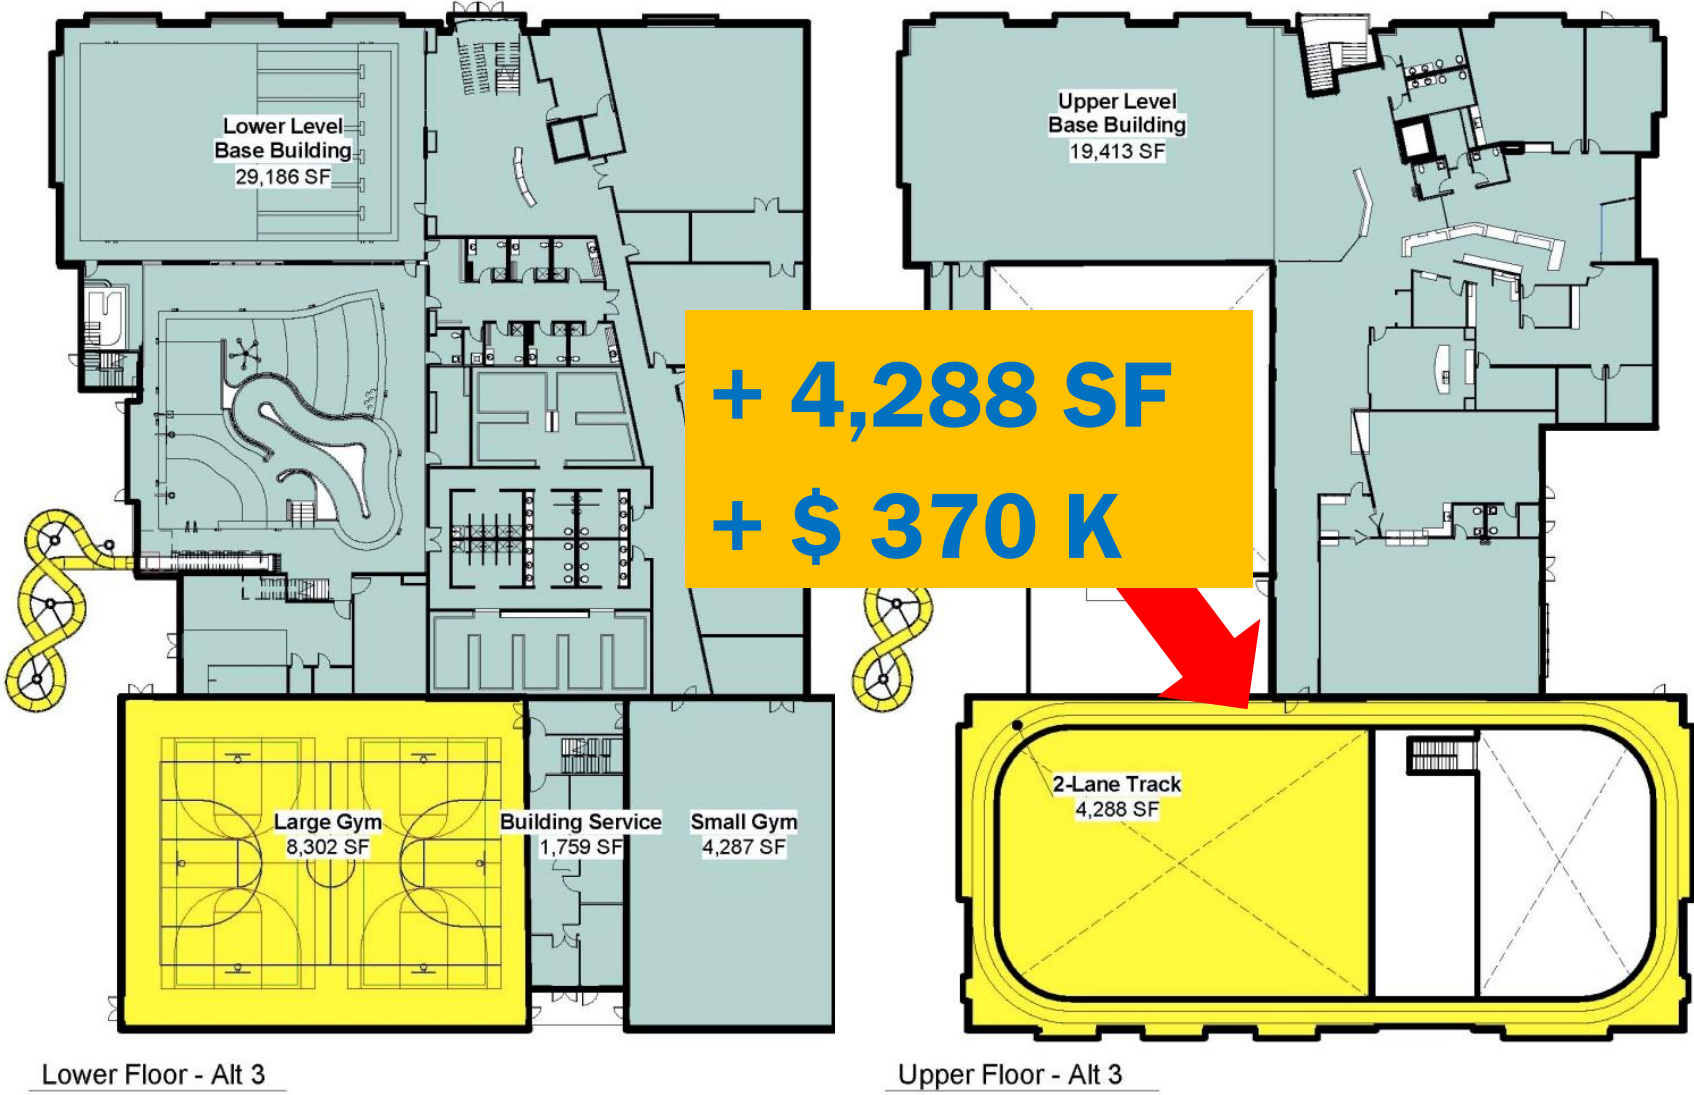 Lower Level
Base Building
29,186 SF
Upper Level
Base Building
19,413 SF
+ 4,288 SF
+ $ 370 K
Large Gym
8,302 SF
Building Service
1,759 SF
Small Gym
4,287 SF
2-Lane Track
4,288 SF
Lower Floor - Alt 3
Upper Floor - Alt 3